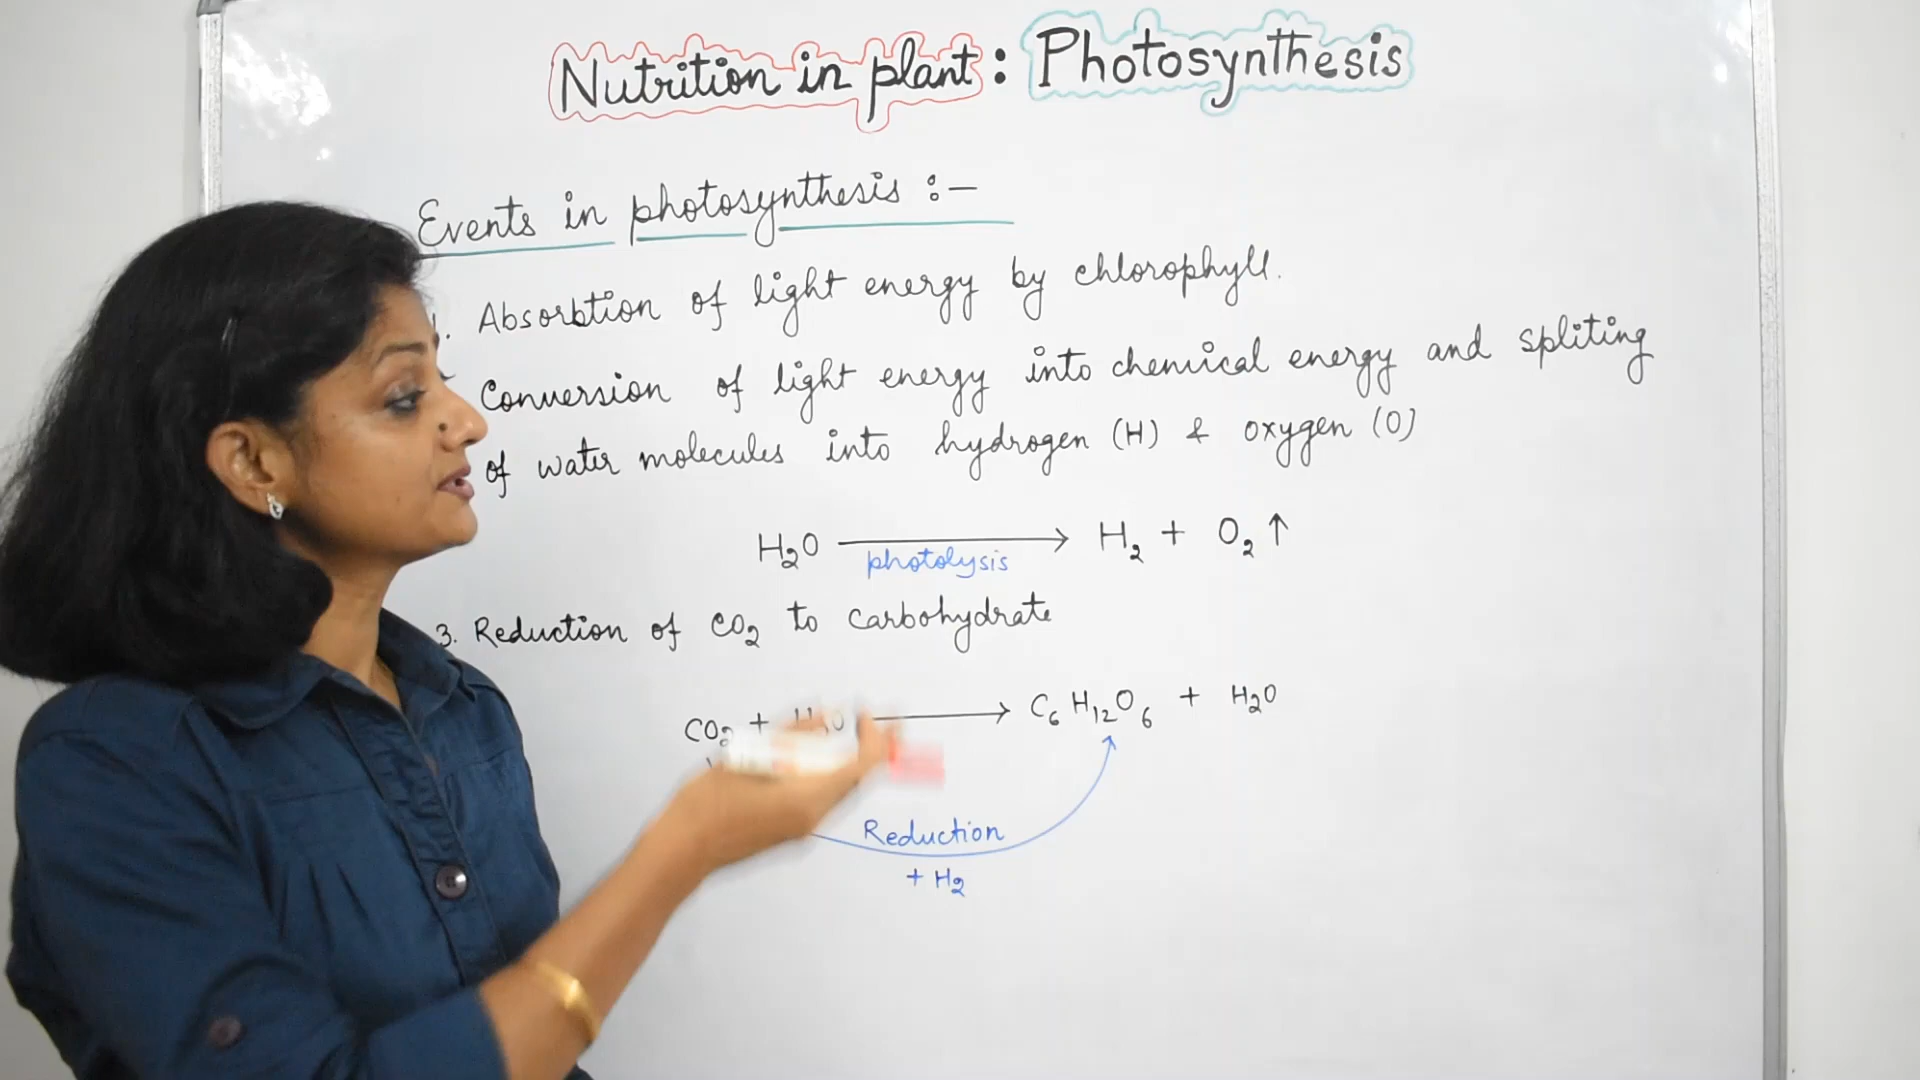 Nutrition in plant : Photosynthesis
Events in photosynthesis :-
1. Absorbtion of light energy by chlorophyll.
Conversion of light energy into chemical energy and spliting
of water molecules into hydrogen (H) & oxygen (O)
H₂O ⟶ H₂ + O₂ ↑
photolysis
3. Reduction of CO₂ to carbohydrate
CO₂ + H₂O ⟶ C₆H₁₂O₆ + H₂O
Reduction
+ H₂